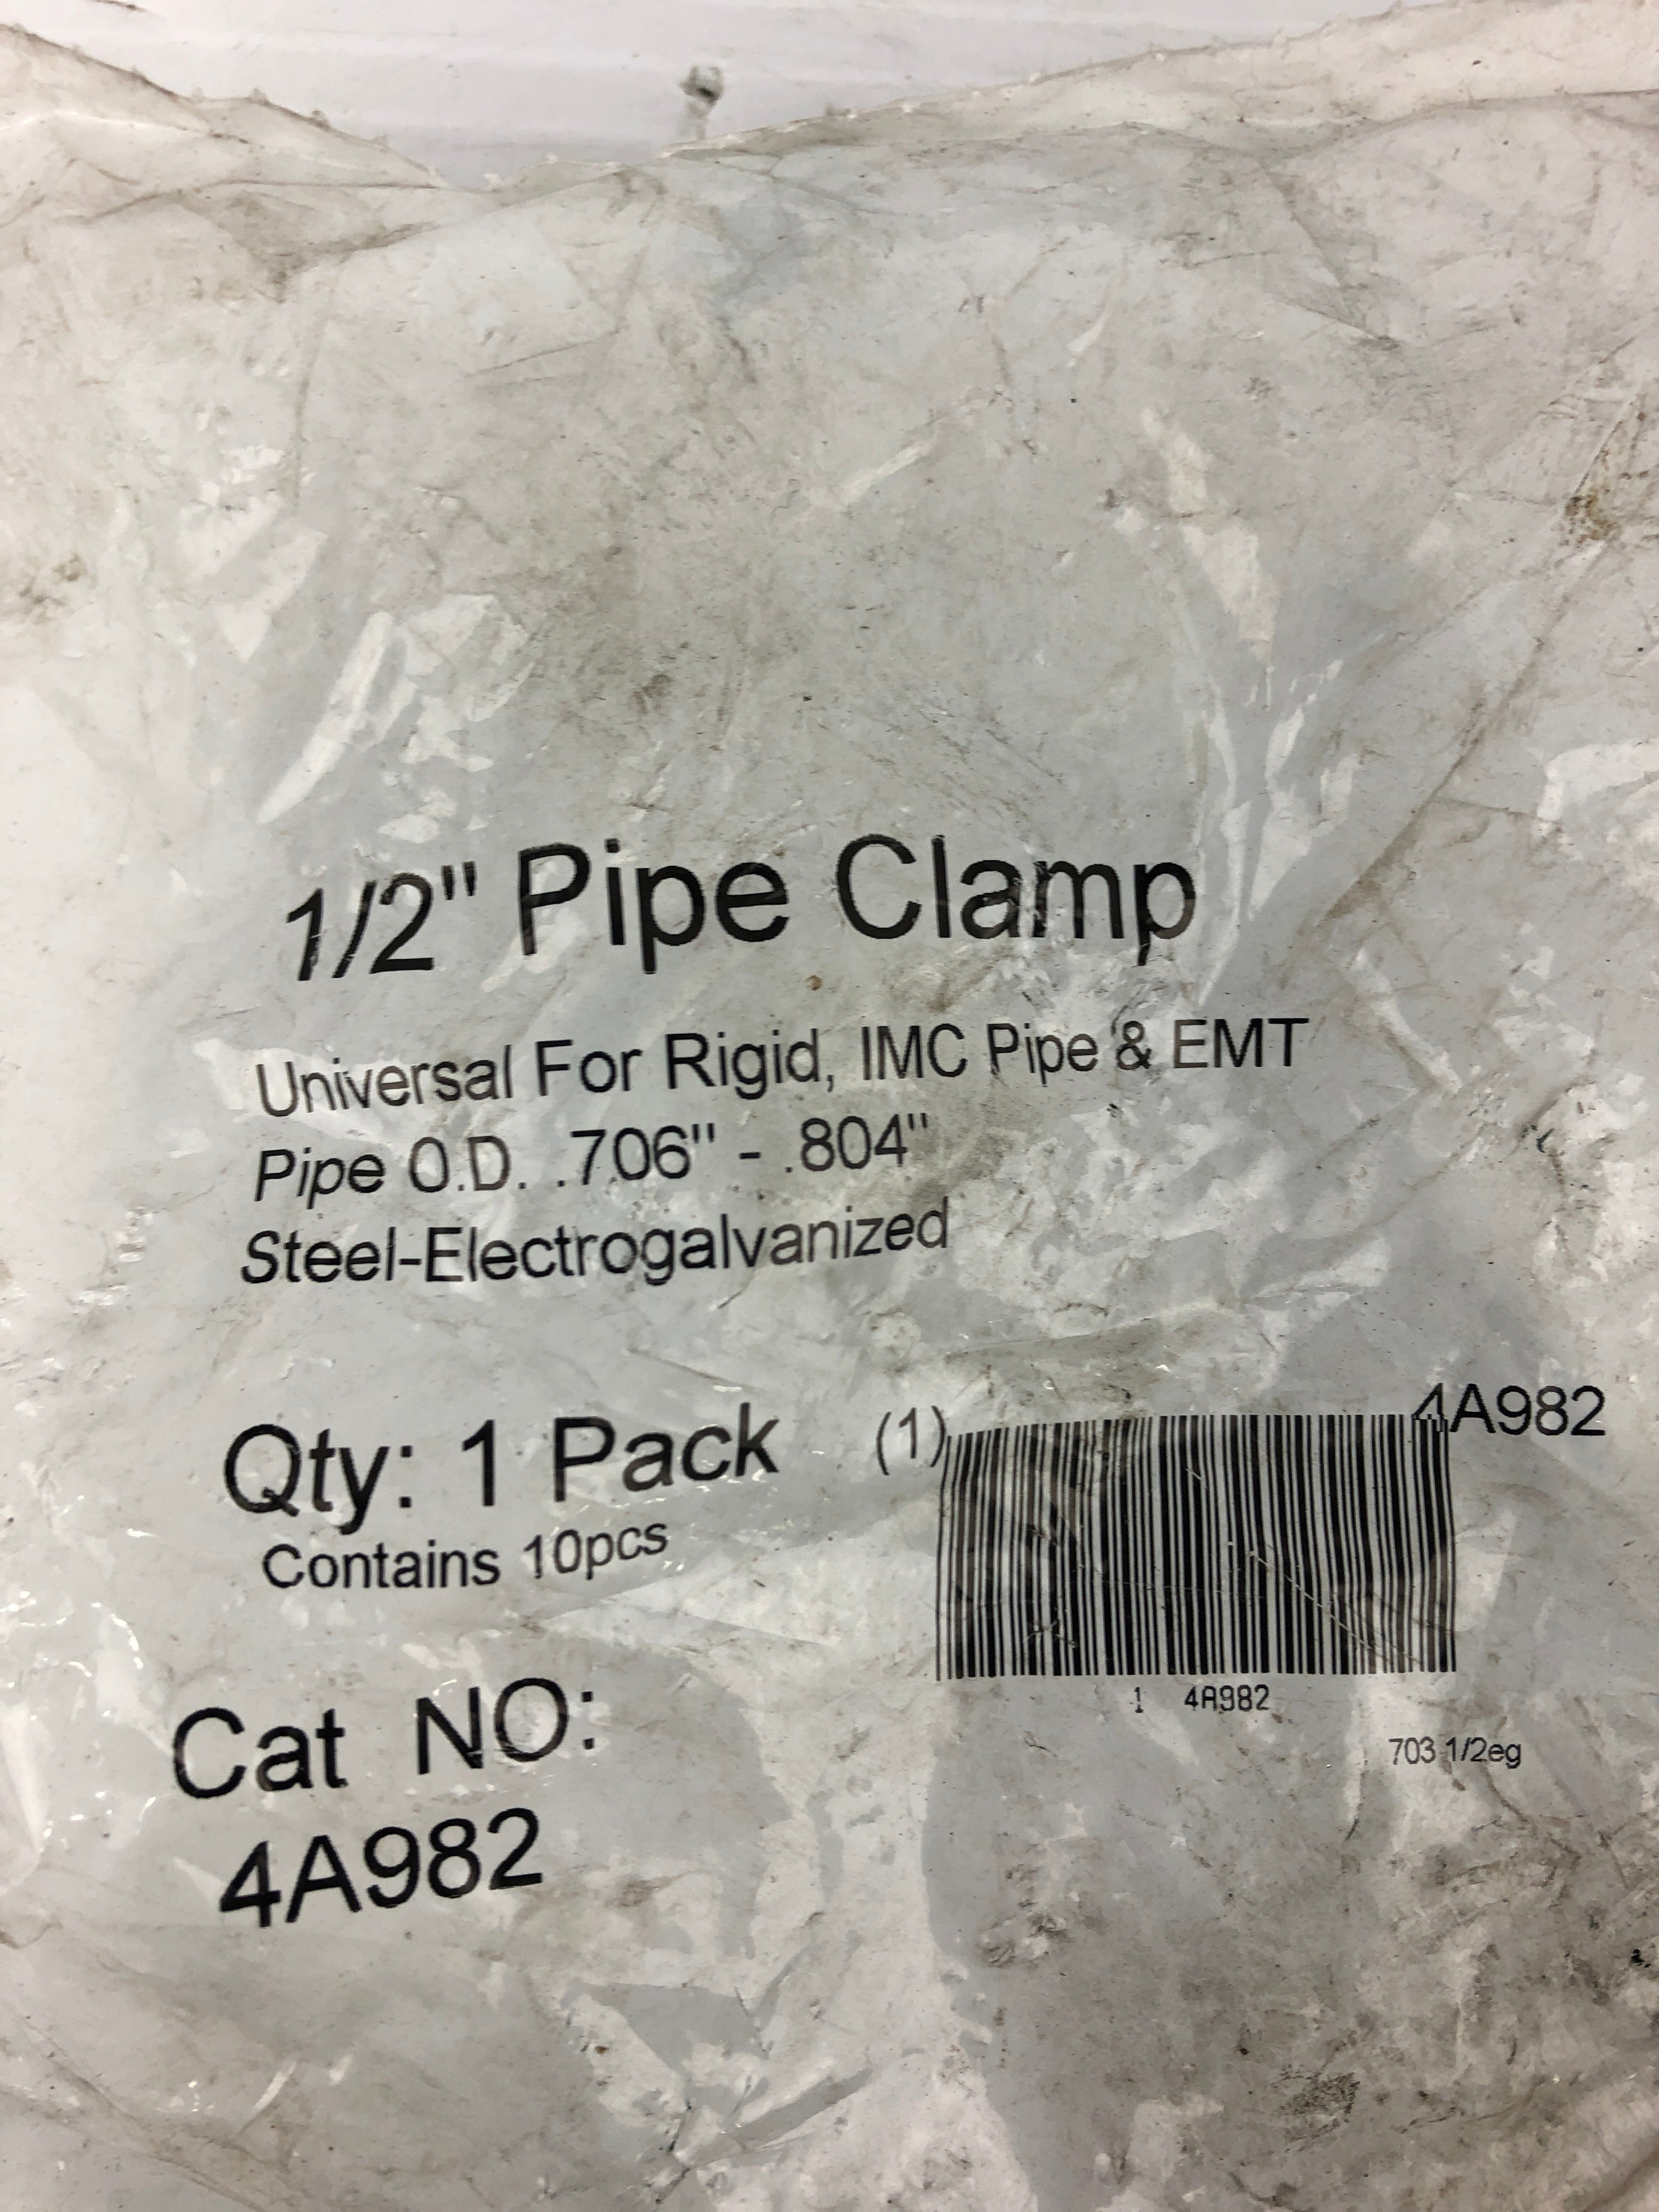 1/2" Pipe Clamp
Universal For Rigid, IMC Pipe & EMT
Pipe O.D. .706" - .804"
Steel-Electrogalvanized
Qty: 1 Pack
Contains 10pcs
(1)
4A982
1 4A982
703 1/2eg
Cat NO:
4A982